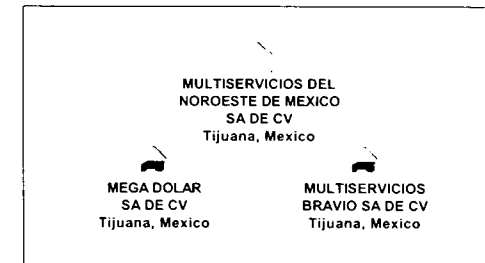 MULTISERVICIOS DEL
NOROESTE DE MEXICO
SA DE CV
Tijuana, Mexico
MEGA DOLAR
SA DE CV
Tijuana, Mexico
MULTISERVICIOS
BRAVIO SA DE CV
Tijuana, Mexico